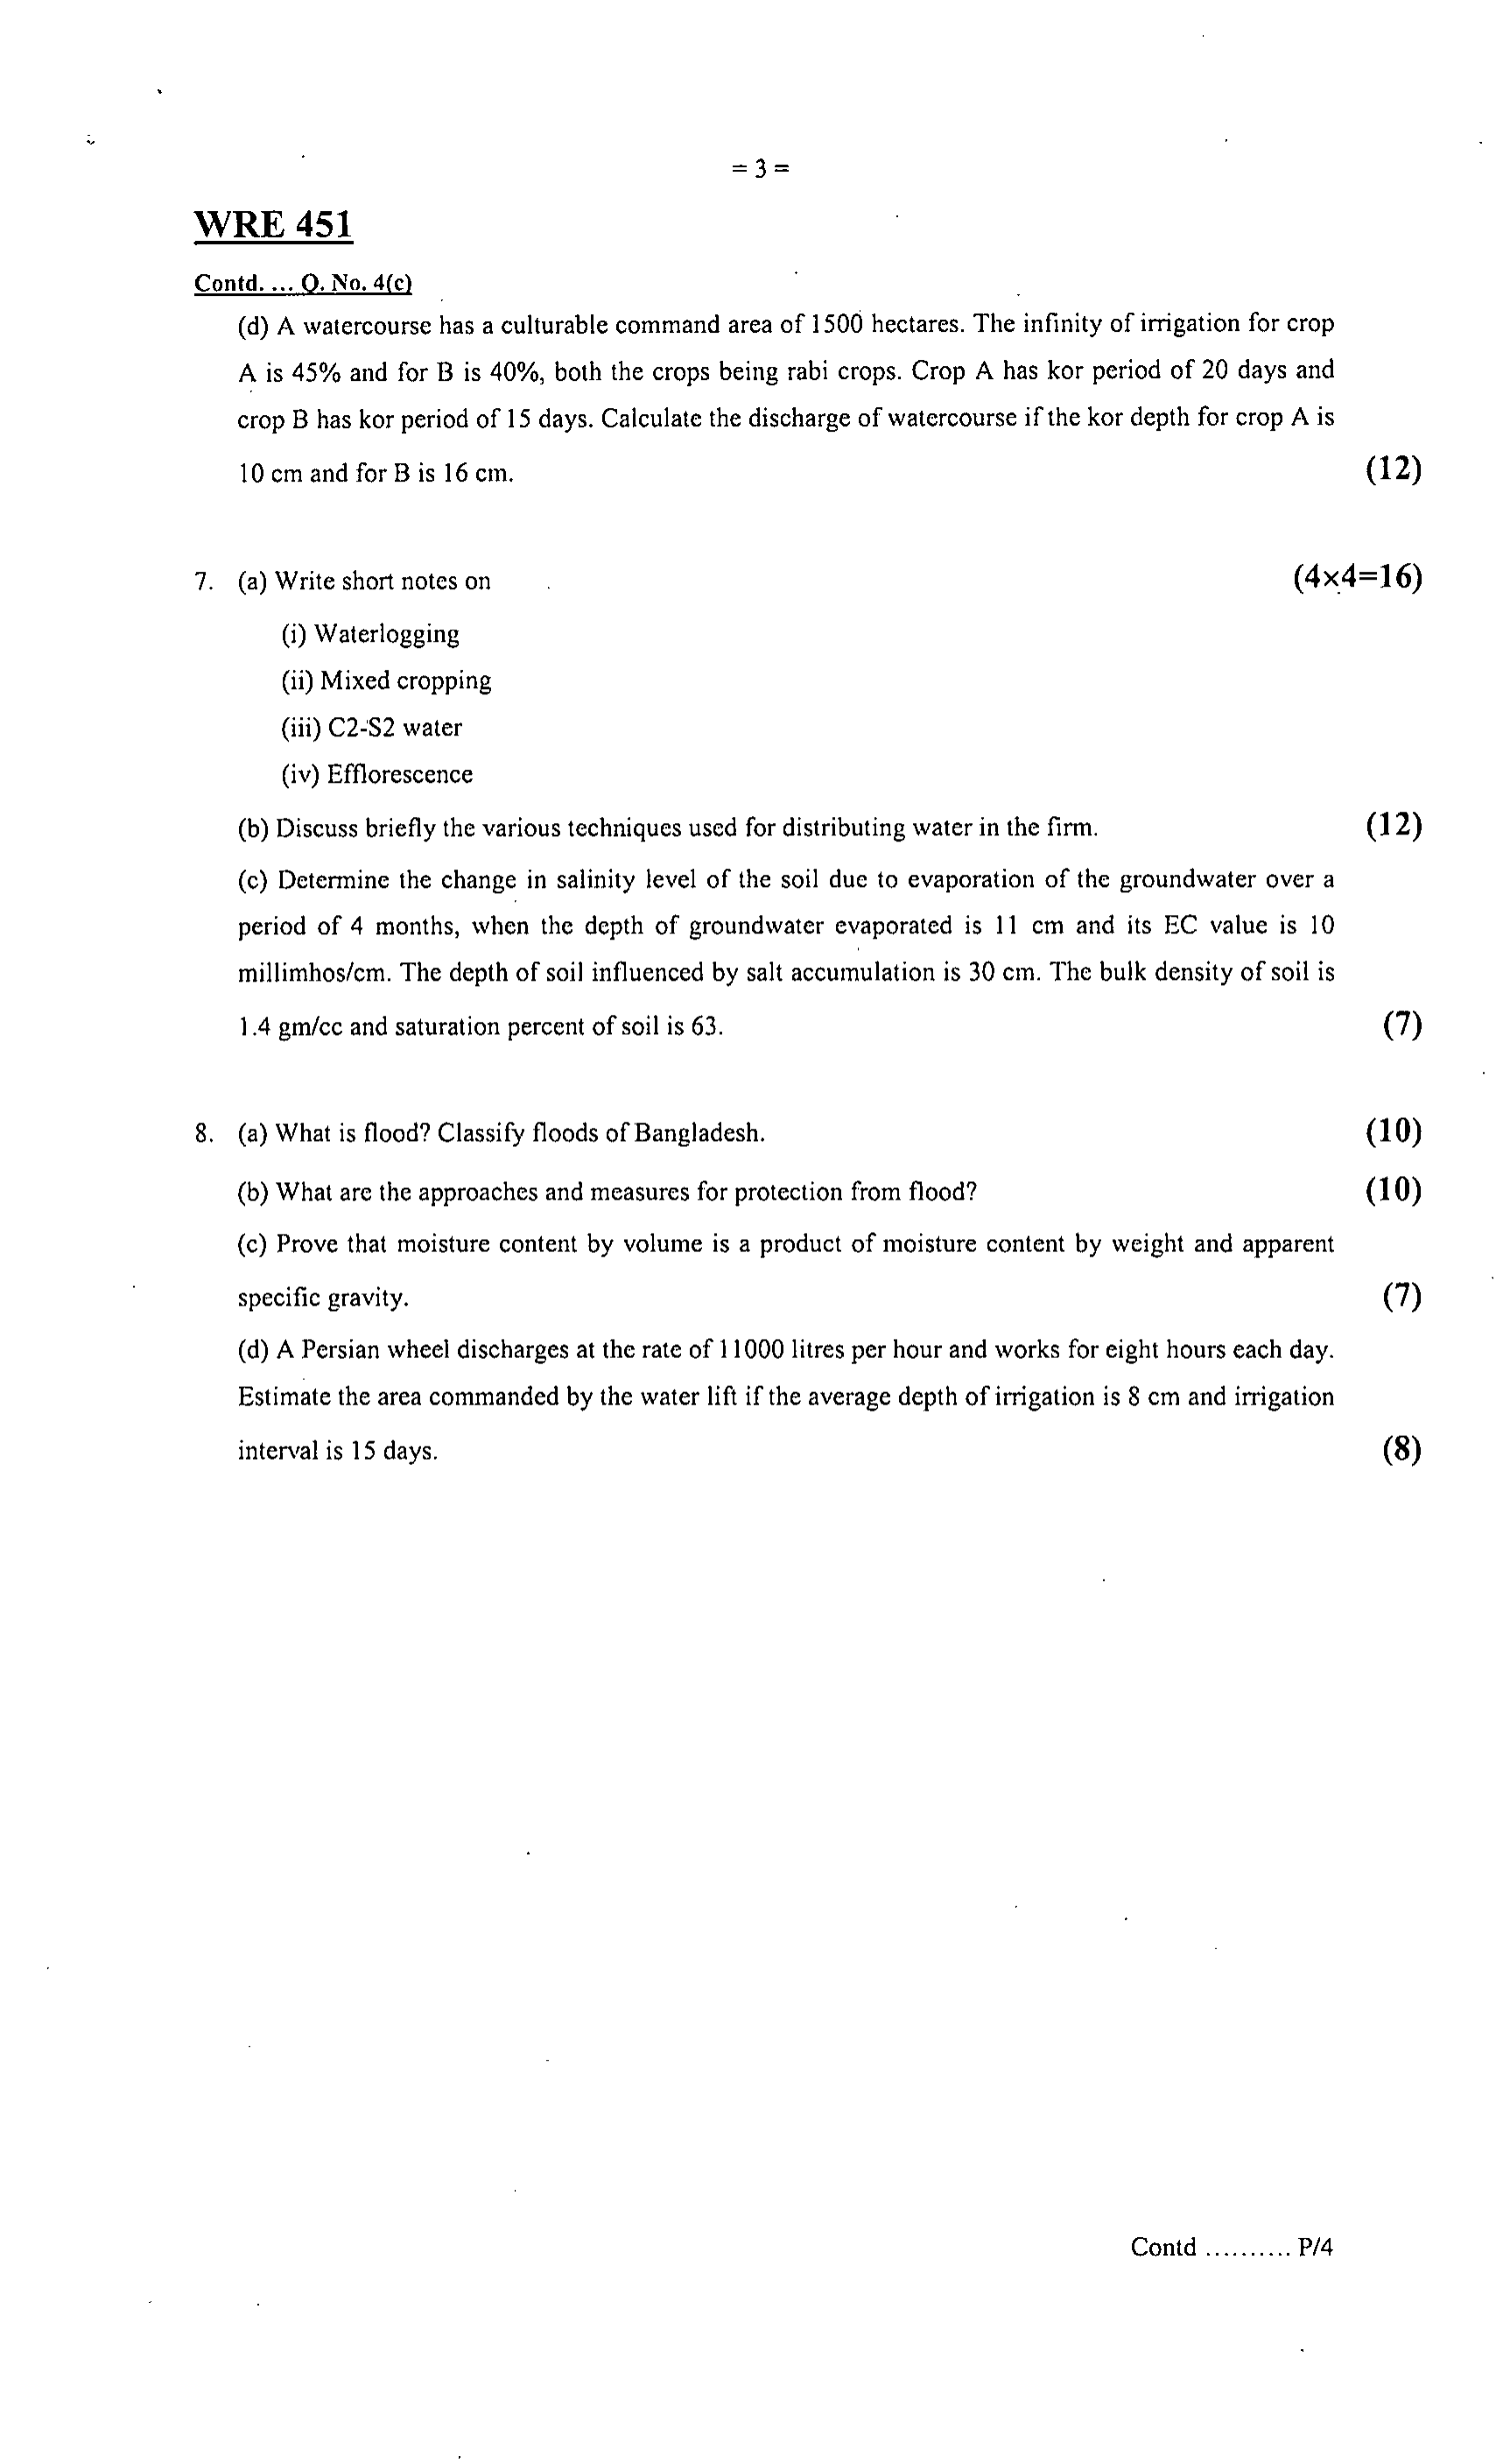 = 3 =
WRE 451
Contd. ... Q. No. 4(c)
(d) A watercourse has a culturable command area of 1500 hectares. The infinity of irrigation for crop
A is 45% and for B is 40%, both the crops being rabi crops. Crop A has kor period of 20 days and
crop B has kor period of 15 days. Calculate the discharge of watercourse if the kor depth for crop A is
10 cm and for B is 16 cm. (12)
7. (a) Write short notes on (4×4=16)
(i) Waterlogging
(ii) Mixed cropping
(iii) C2-S2 water
(iv) Efflorescence
(b) Discuss briefly the various techniques used for distributing water in the firm. (12)
(c) Determine the change in salinity level of the soil due to evaporation of the groundwater over a
period of 4 months, when the depth of groundwater evaporated is 11 cm and its EC value is 10
millimhos/cm. The depth of soil influenced by salt accumulation is 30 cm. The bulk density of soil is
1.4 gm/cc and saturation percent of soil is 63. (7)
8. (a) What is flood? Classify floods of Bangladesh. (10)
(b) What are the approaches and measures for protection from flood? (10)
(c) Prove that moisture content by volume is a product of moisture content by weight and apparent
specific gravity. (7)
(d) A Persian wheel discharges at the rate of 11000 litres per hour and works for eight hours each day.
Estimate the area commanded by the water lift if the average depth of irrigation is 8 cm and irrigation
interval is 15 days. (8)
Contd .......... P/4